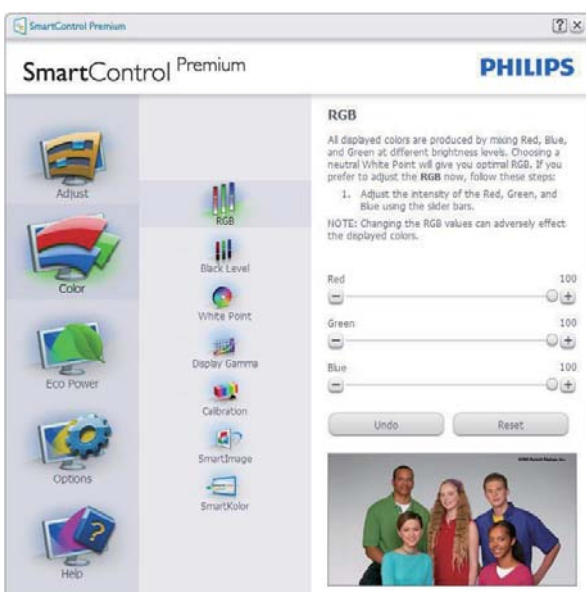 SmartControl Premium
SmartControl Premium
PHILIPS
Adjust
Color
Eco Power
Options
Help
RGB
Black Level
White Point
Display Gamma
Calibration
SmartImage
SmartKolor
RGB
All displayed colors are produced by mixing Red, Blue,
and Green at different brightness levels. Choosing a
neutral White Point will give you optimal RGB. If you
prefer to adjust the RGB now, follow these steps:
1. Adjust the intensity of the Red, Green, and
Blue using the slider bars.
NOTE: Changing the RGB values can adversely effect
the displayed colors.
Red 100
Green 100
Blue 100
Undo Reset